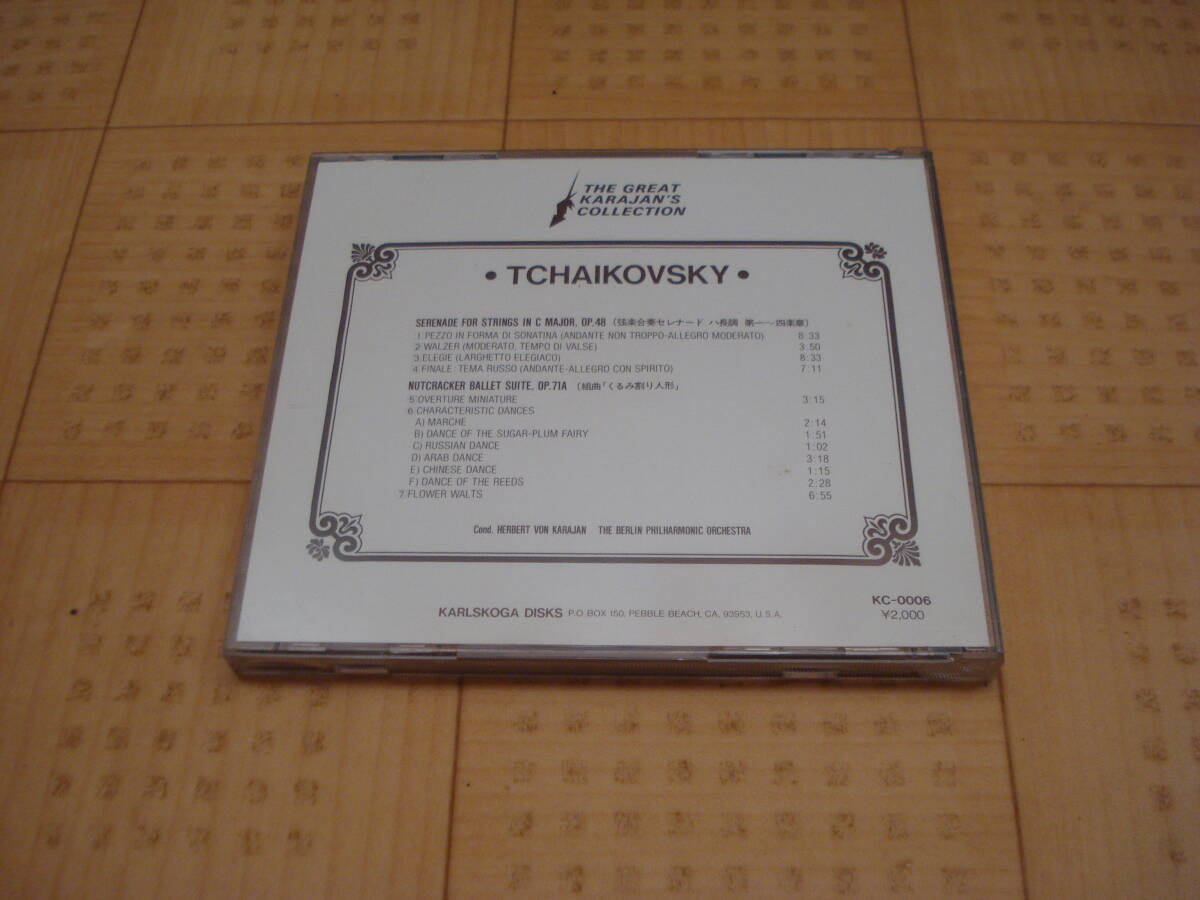 THE GREAT
KARAJAN'S
COLLECTION
• TCHAIKOVSKY •
SERENADE FOR STRINGS IN C MAJOR, OP.48 (弦楽合奏セレナード ハ長調 第一~四楽章)
1.PEZZO IN FORMA DI SONATINA (ANDANTE NON TROPPO-ALLEGRO MODERATO) 8:33
2.WALZER (MODERATO, TEMPO DI VALSE) 3:50
3.ELEGIE (LARGHETTO ELEGIACO) 8:33
4.FINALE: TEMA RUSSO (ANDANTE-ALLEGRO CON SPIRITO) 7:11
NUTCRACKER BALLET SUITE, OP.71A (組曲「くるみ割り人形」
5.OVERTURE MINIATURE 3:15
6.CHARACTERISTIC DANCES
A) MARCHE 2:14
B) DANCE OF THE SUGAR-PLUM FAIRY 1:51
C) RUSSIAN DANCE 1:02
D) ARAB DANCE 3:18
E) CHINESE DANCE 1:15
F) DANCE OF THE REEDS 2:28
7.FLOWER WALTS 6:55
Cond. HERBERT VON KARAJAN THE BERLIN PHILHARMONIC ORCHESTRA
KARLSKOGA DISKS P.O. BOX 150, PEBBLE BEACH, CA, 93953, U.S.A.
KC-0006
¥2,000